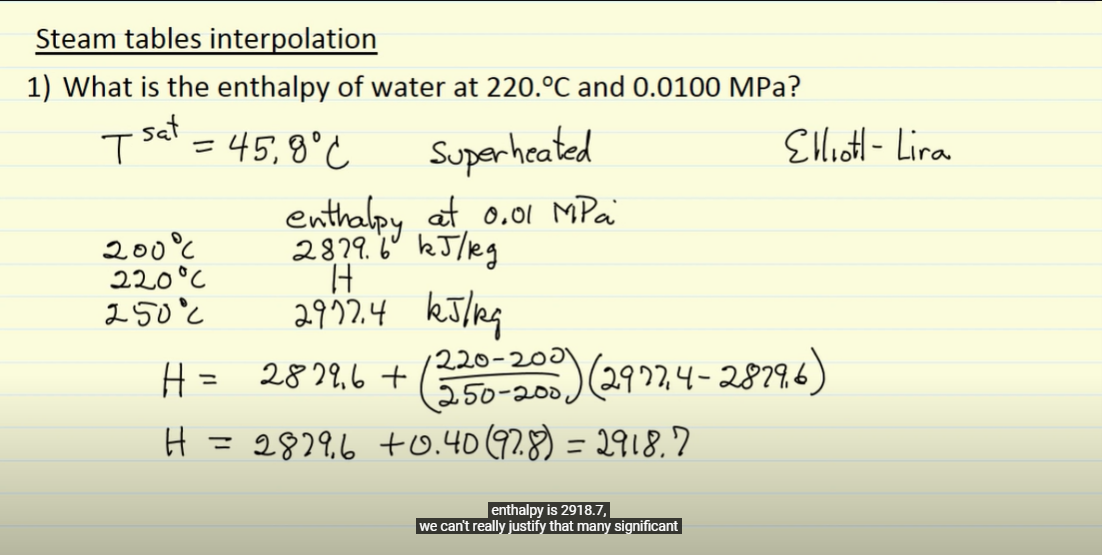 Steam tables interpolation
1) What is the enthalpy of water at 220.ºC and 0.0100 MPa?
T sat = 45.8°C Superheated Elliott-Lira
enthalpy at 0.01 MPa
200°C 2879.6 kJ/kg
220°C H
250°C 2977.4 kJ/kg
H = 2879.6 + (220-200/250-200)(2977.4-2879.6)
H = 2879.6 +0.40(97.8) = 2918.7
enthalpy is 2918.7,
we can't really justify that many significant